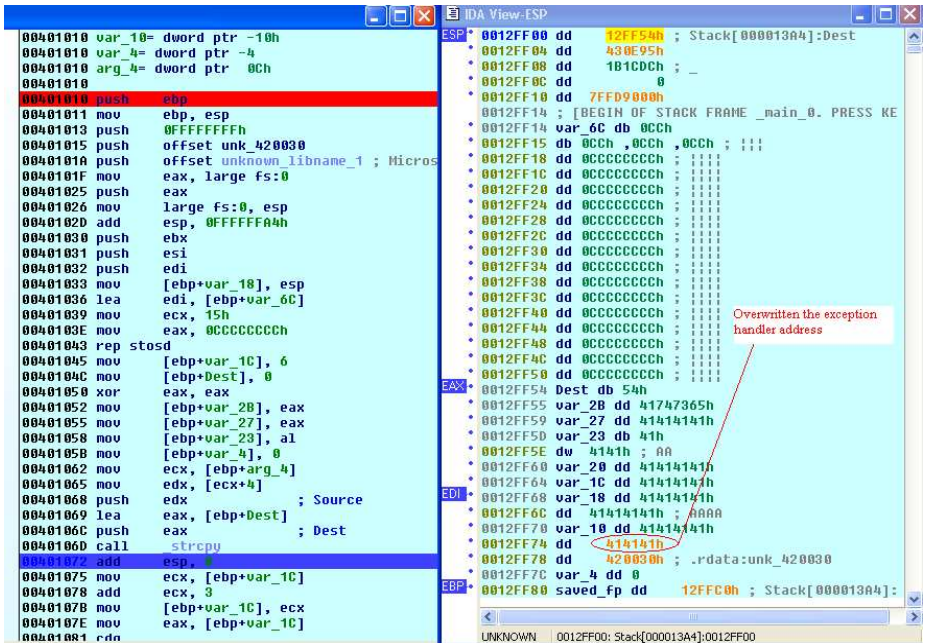 IDA View-ESP
00401010 var_10= dword ptr -10h
00401010 var_4= dword ptr -4
00401010 arg_4= dword ptr  0Ch
00401010
00401010 push    ebp
00401011 mov     ebp, esp
00401013 push    0FFFFFFFFh
00401015 push    offset unk_420030
0040101A push    offset unknown_libname_1 ; Micros
0040101F mov     eax, large fs:0
00401025 push    eax
00401026 mov     large fs:0, esp
0040102D add     esp, 0FFFFFFA4h
00401030 push    ebx
00401031 push    esi
00401032 push    edi
00401033 mov     [ebp+var_18], esp
00401036 lea     edi, [ebp+var_6C]
00401039 mov     ecx, 15h
0040103E mov     eax, 0CCCCCCCCh
00401043 rep stosd
00401045 mov     [ebp+var_1C], 6
0040104C mov     [ebp+Dest], 0
00401050 xor     eax, eax
00401052 mov     [ebp+var_2B], eax
00401055 mov     [ebp+var_27], eax
00401058 mov     [ebp+var_23], al
0040105B mov     [ebp+var_4], 0
00401062 mov     ecx, [ebp+arg_4]
00401065 mov     edx, [ecx+4]
00401068 push    edx             ; Source
00401069 lea     eax, [ebp+Dest]
0040106C push    eax             ; Dest
0040106D call    _strcpy
00401072 add     esp,
00401075 mov     ecx, [ebp+var_1C]
00401078 add     ecx, 3
0040107B mov     [ebp+var_1C], ecx
0040107E mov     eax, [ebp+var_1C]
00401081 cdq
ESP 0012FF00 dd      12FF54h ; Stack[000013A4]:Dest
0012FF04 dd      430E95h
0012FF08 dd      1B1CDCh ; _
0012FF0C dd            0
0012FF10 dd  7FFD9000h
0012FF14 ; [BEGIN OF STACK FRAME _main_0. PRESS KE
0012FF14 var_6C db 0CCh
0012FF15 db 0CCh ,0CCh ,0CCh ; ¦¦¦
0012FF18 dd 0CCCCCCCCh ; ¦¦¦¦
0012FF1C dd 0CCCCCCCCh ; ¦¦¦¦
0012FF20 dd 0CCCCCCCCh ; ¦¦¦¦
0012FF24 dd 0CCCCCCCCh ; ¦¦¦¦
0012FF28 dd 0CCCCCCCCh ; ¦¦¦¦
0012FF2C dd 0CCCCCCCCh ; ¦¦¦¦
0012FF30 dd 0CCCCCCCCh ; ¦¦¦¦
0012FF34 dd 0CCCCCCCCh ; ¦¦¦¦
0012FF38 dd 0CCCCCCCCh ; ¦¦¦¦
0012FF3C dd 0CCCCCCCCh ; ¦¦¦¦
0012FF40 dd 0CCCCCCCCh ; ¦¦¦¦
0012FF44 dd 0CCCCCCCCh ; ¦¦¦¦
0012FF48 dd 0CCCCCCCCh ; ¦¦¦¦
0012FF4C dd 0CCCCCCCCh ; ¦¦¦¦
0012FF50 dd 0CCCCCCCCh ; ¦¦¦¦
Overwritten the exception
handler address
EAX 0012FF54 Dest db 54h
0012FF55 var_2B dd 41747365h
0012FF59 var_27 dd 41414141h
0012FF5D var_23 db 41h
0012FF5E dw  4141h ; AA
0012FF60 var_20 dd 41414141h
0012FF64 var_1C dd 41414141h
EDI 0012FF68 var_18 dd 41414141h
0012FF6C dd  41414141h ; AAAA
0012FF70 var_10 dd 41414141h
0012FF74 dd    414141h
0012FF78 dd    420030h ; .rdata:unk_420030
0012FF7C var_4 dd 0
EBP 0012FF80 saved_fp dd    12FFC0h ; Stack[000013A4]:
UNKNOWN 0012FF00: Stack[000013A4]:0012FF00